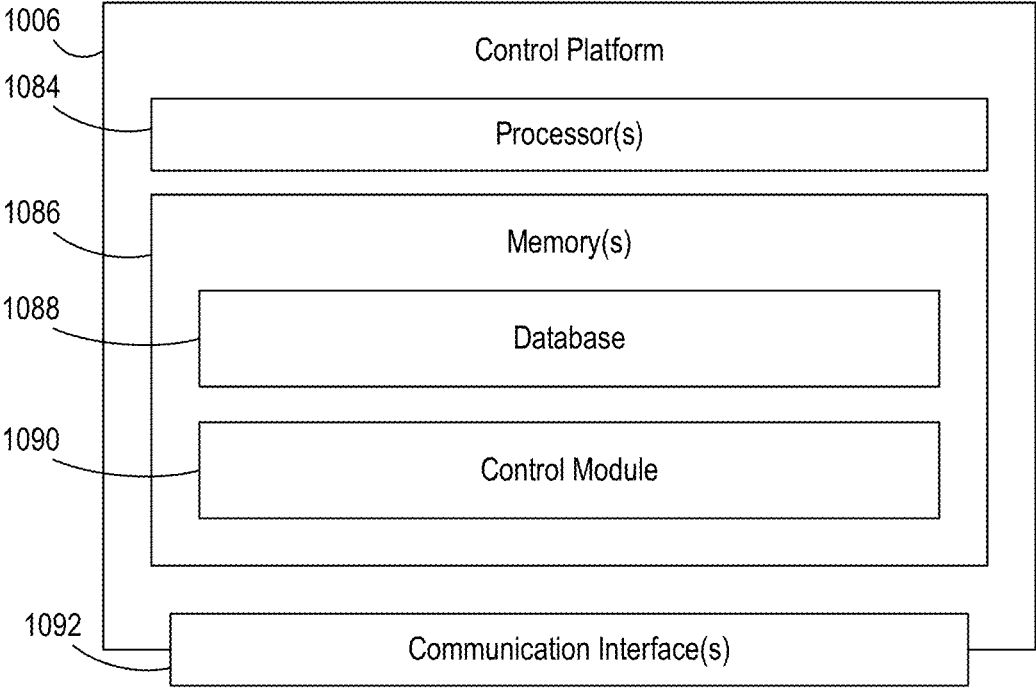 1006
Control Platform
1084
Processor(s)
1086
Memory(s)
1088
Database
1090
Control Module
1092
Communication Interface(s)